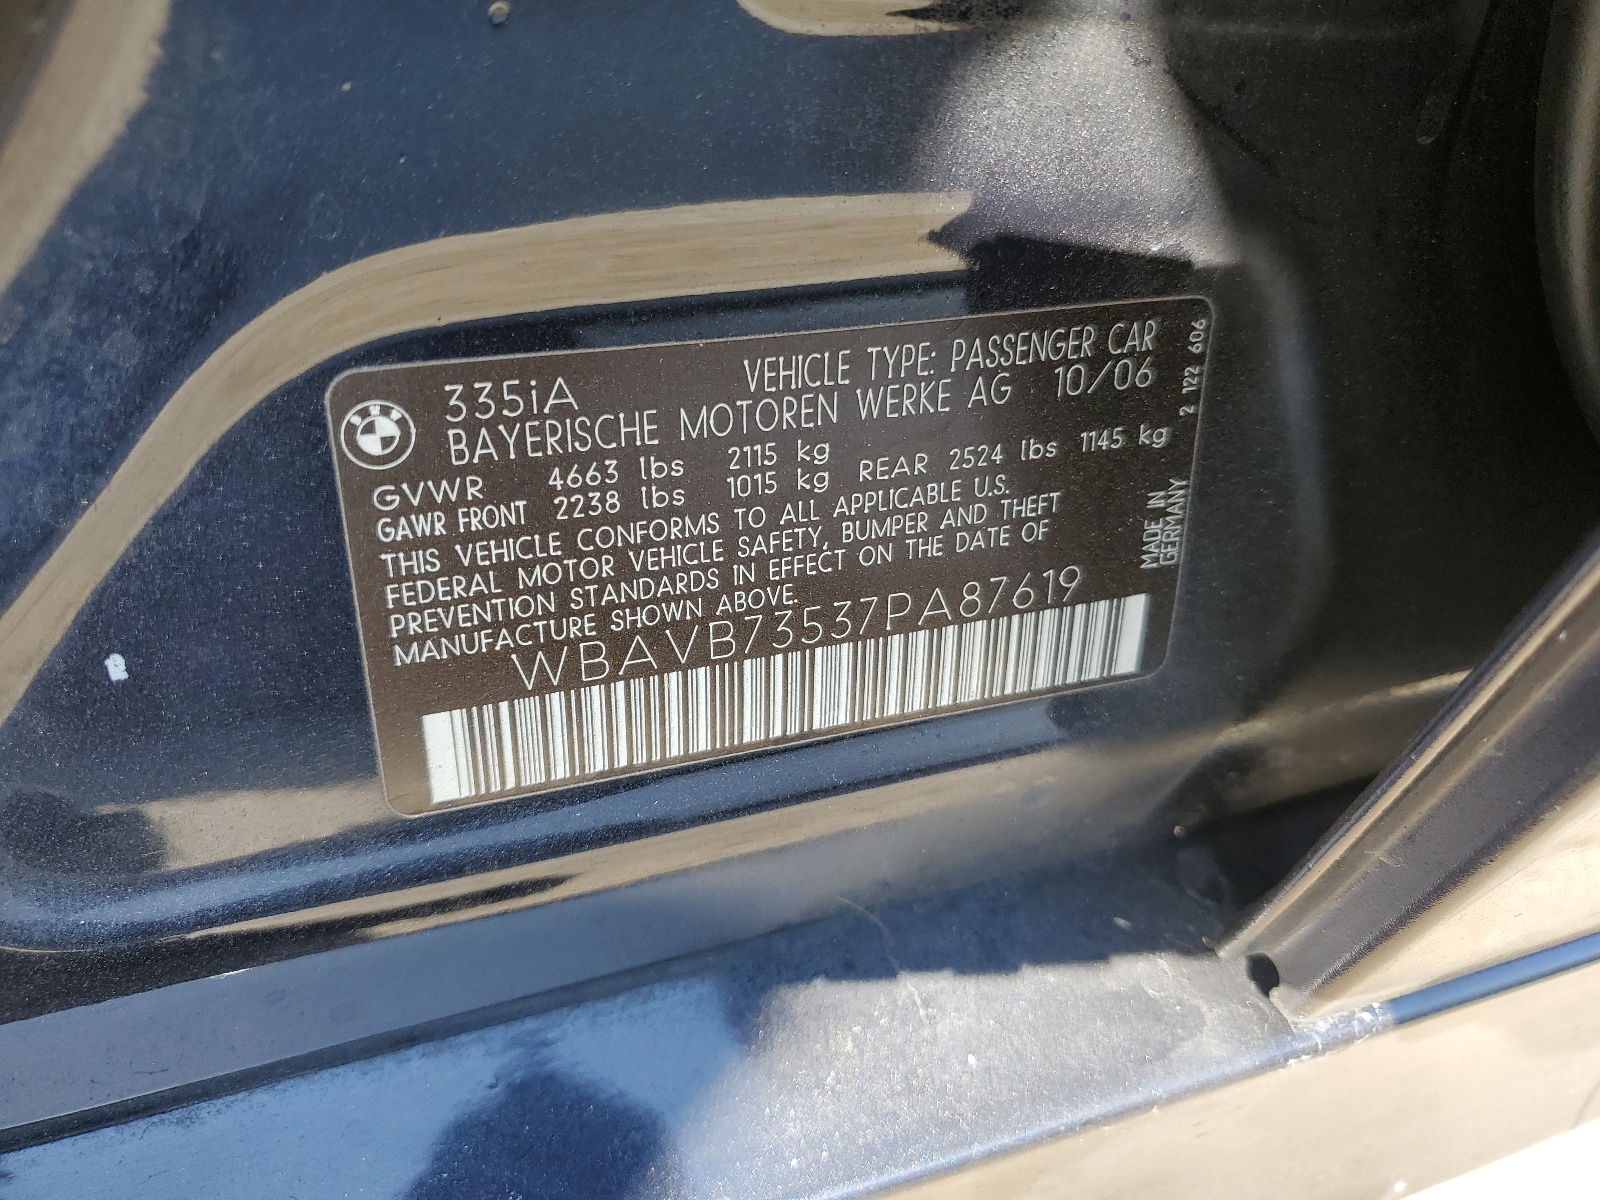 BMW
335iA
VEHICLE TYPE: PASSENGER CAR
BAYERISCHE MOTOREN WERKE AG 10/06
GVWR 4663 lbs 2115 kg
GAWR FRONT 2238 lbs 1015 kg REAR 2524 lbs 1145 kg
THIS VEHICLE CONFORMS TO ALL APPLICABLE U.S.
FEDERAL MOTOR VEHICLE SAFETY, BUMPER AND THEFT
PREVENTION STANDARDS IN EFFECT ON THE DATE OF
MANUFACTURE SHOWN ABOVE.
WBAVB73537PA87619
2 122 606
MADE IN
GERMANY